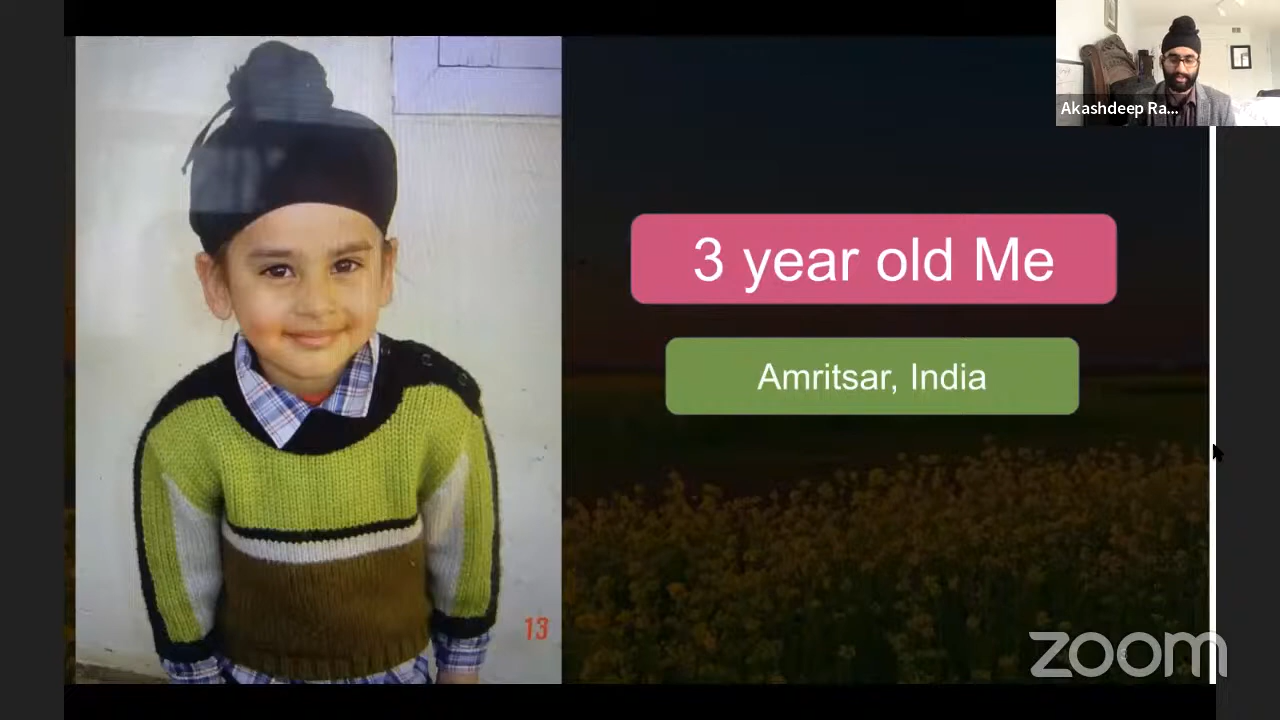 Akashdeep Ra...
3 year old Me
Amritsar, India
13
zoom